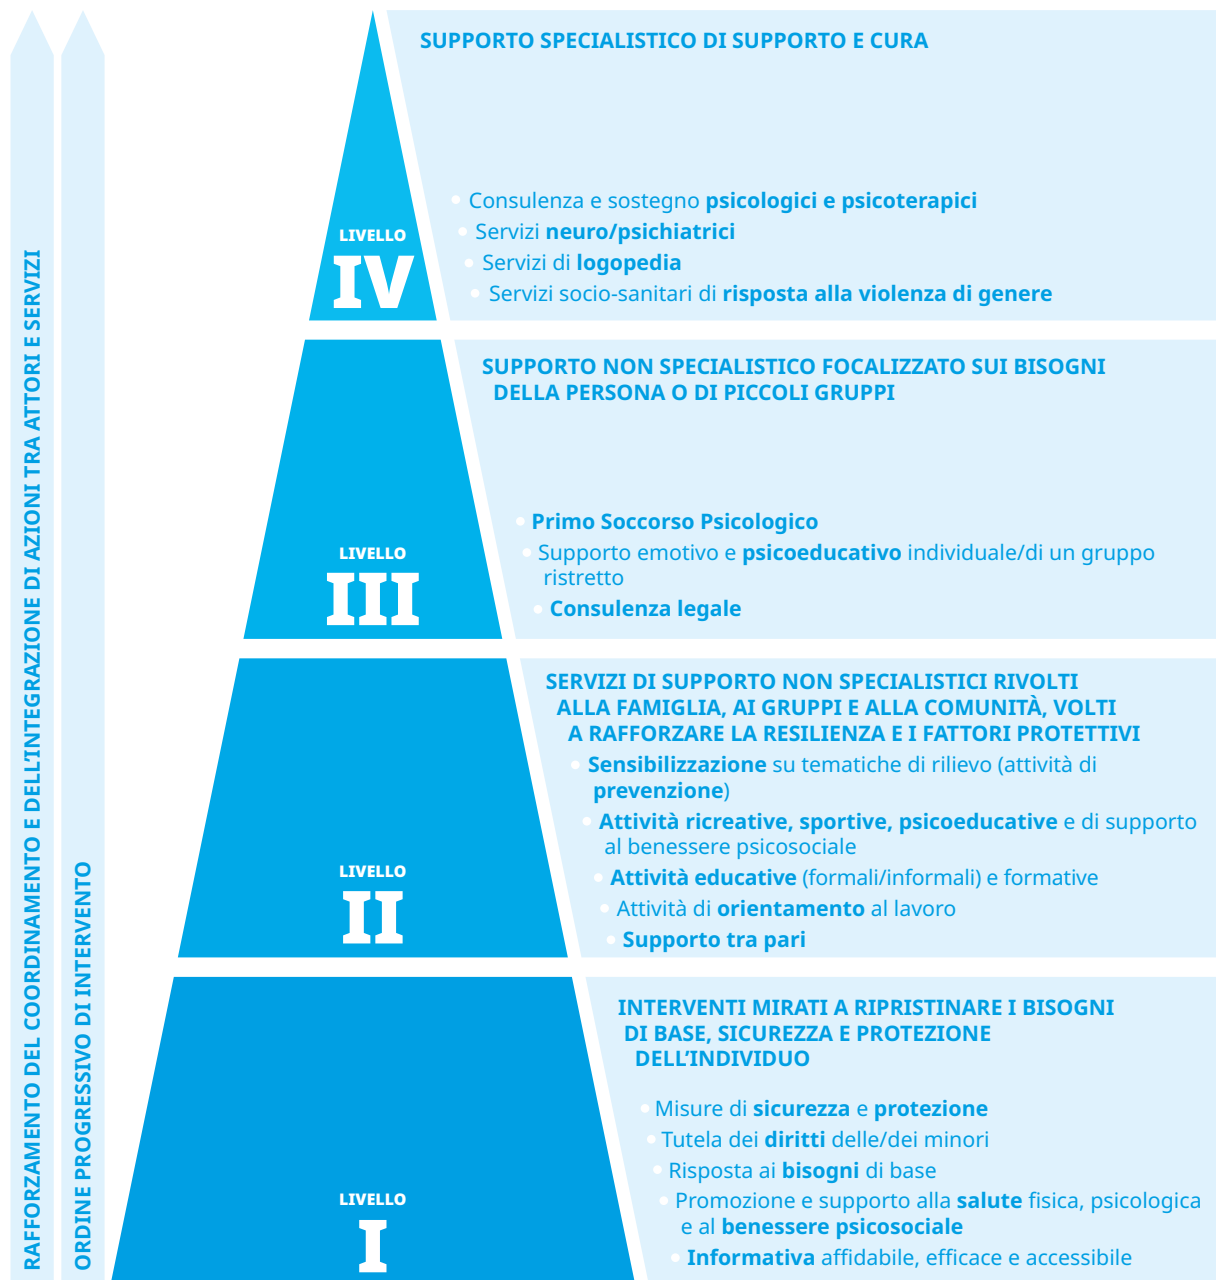 RAFFORZAMENTO DEL COORDINAMENTO E DELL'INTEGRAZIONE DI AZIONI TRA ATTORI E SERVIZI
ORDINE PROGRESSIVO DI INTERVENTO
SUPPORTO SPECIALISTICO DI SUPPORTO E CURA
Consulenza e sostegno psicologici e psicoterapici
Servizi neuro/psichiatrici
Servizi di logopedia
Servizi socio-sanitari di risposta alla violenza di genere
LIVELLO
IV
SUPPORTO NON SPECIALISTICO FOCALIZZATO SUI BISOGNI
DELLA PERSONA O DI PICCOLI GRUPPI
Primo Soccorso Psicologico
Supporto emotivo e psicoeducativo individuale/di un gruppo
ristretto
Consulenza legale
LIVELLO
III
SERVIZI DI SUPPORTO NON SPECIALISTICI RIVOLTI
ALLA FAMIGLIA, AI GRUPPI E ALLA COMUNITÀ, VOLTI
A RAFFORZARE LA RESILIENZA E I FATTORI PROTETTIVI
Sensibilizzazione su tematiche di rilievo (attività di
prevenzione)
Attività ricreative, sportive, psicoeducative e di supporto
al benessere psicosociale
Attività educative (formali/informali) e formative
Attività di orientamento al lavoro
Supporto tra pari
LIVELLO
II
INTERVENTI MIRATI A RIPRISTINARE I BISOGNI
DI BASE, SICUREZZA E PROTEZIONE
DELL'INDIVIDUO
Misure di sicurezza e protezione
Tutela dei diritti delle/dei minori
Risposta ai bisogni di base
Promozione e supporto alla salute fisica, psicologica
e al benessere psicosociale
Informativa affidabile, efficace e accessibile
LIVELLO
I